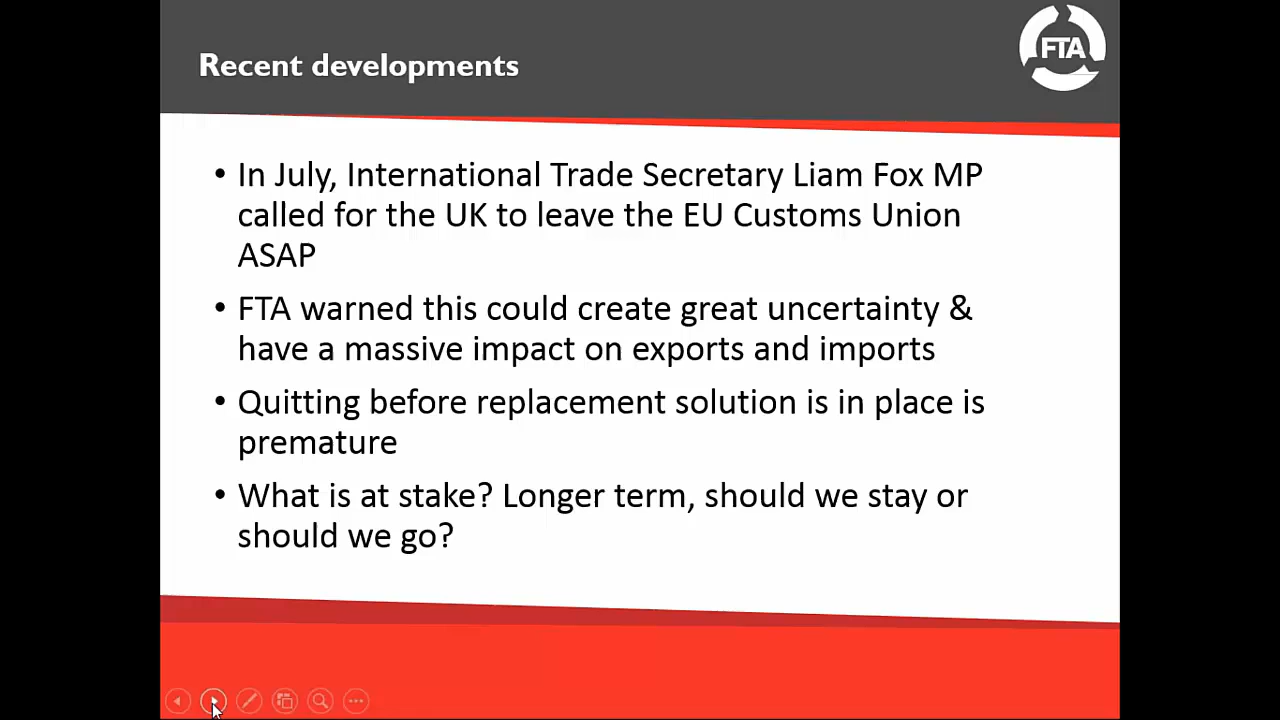 Recent developments
FTA
• In July, International Trade Secretary Liam Fox MP
called for the UK to leave the EU Customs Union
ASAP
• FTA warned this could create great uncertainty &
have a massive impact on exports and imports
• Quitting before replacement solution is in place is
premature
• What is at stake? Longer term, should we stay or
should we go?